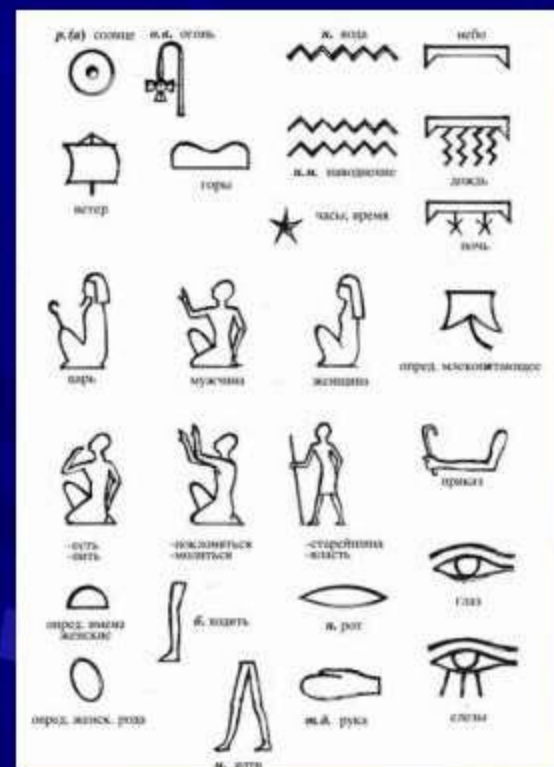 р.(а) солнце
о.п. огонь
н. вода
небо
ветер
горы
н.н. наводнение
дождь
часы, время
ночь
царь
мужчина
женщина
опред. млекопитающее
-есть
-пить
-поклоняться
-молиться
-старейшина
-власть
приказ
опред. имена
женские
б. ходить
п. рот
глаз
опред. женск. рода
т.д. рука
слезы
и. идти